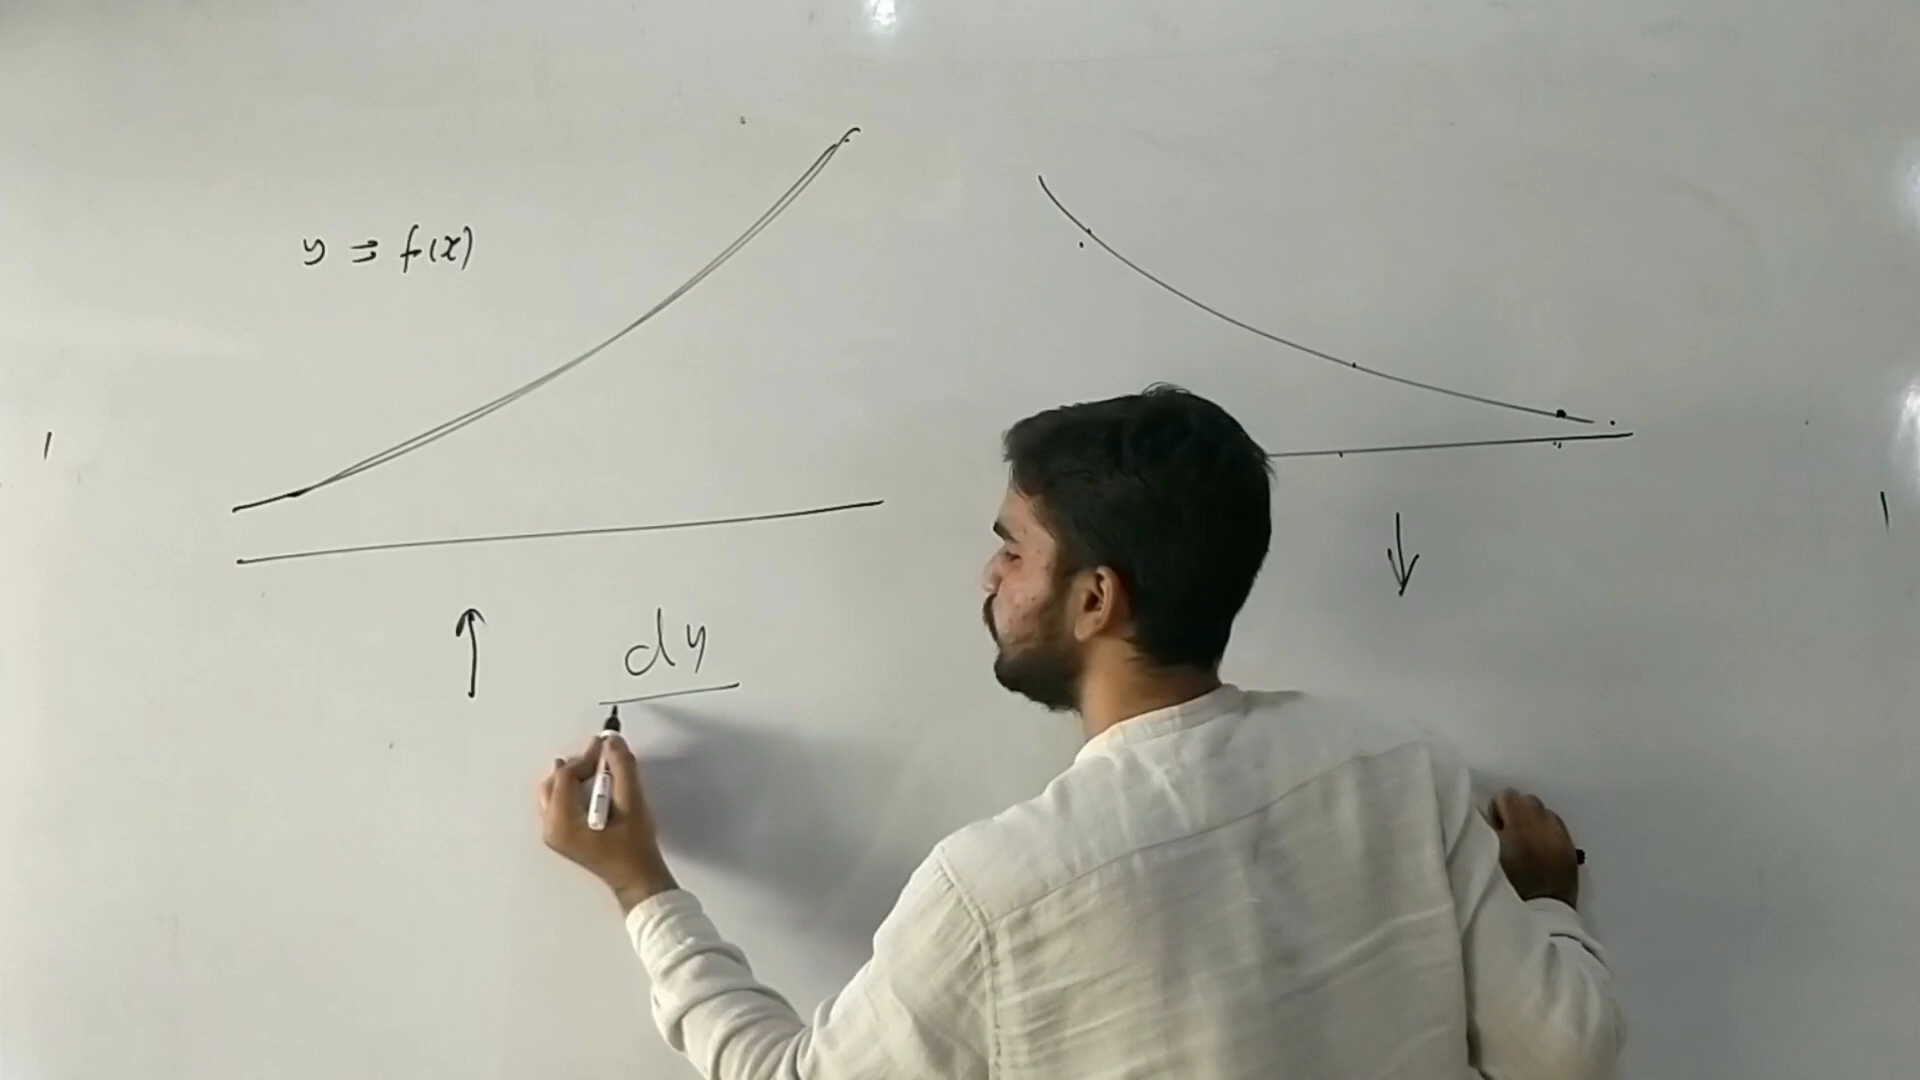 y = f(x)
dy